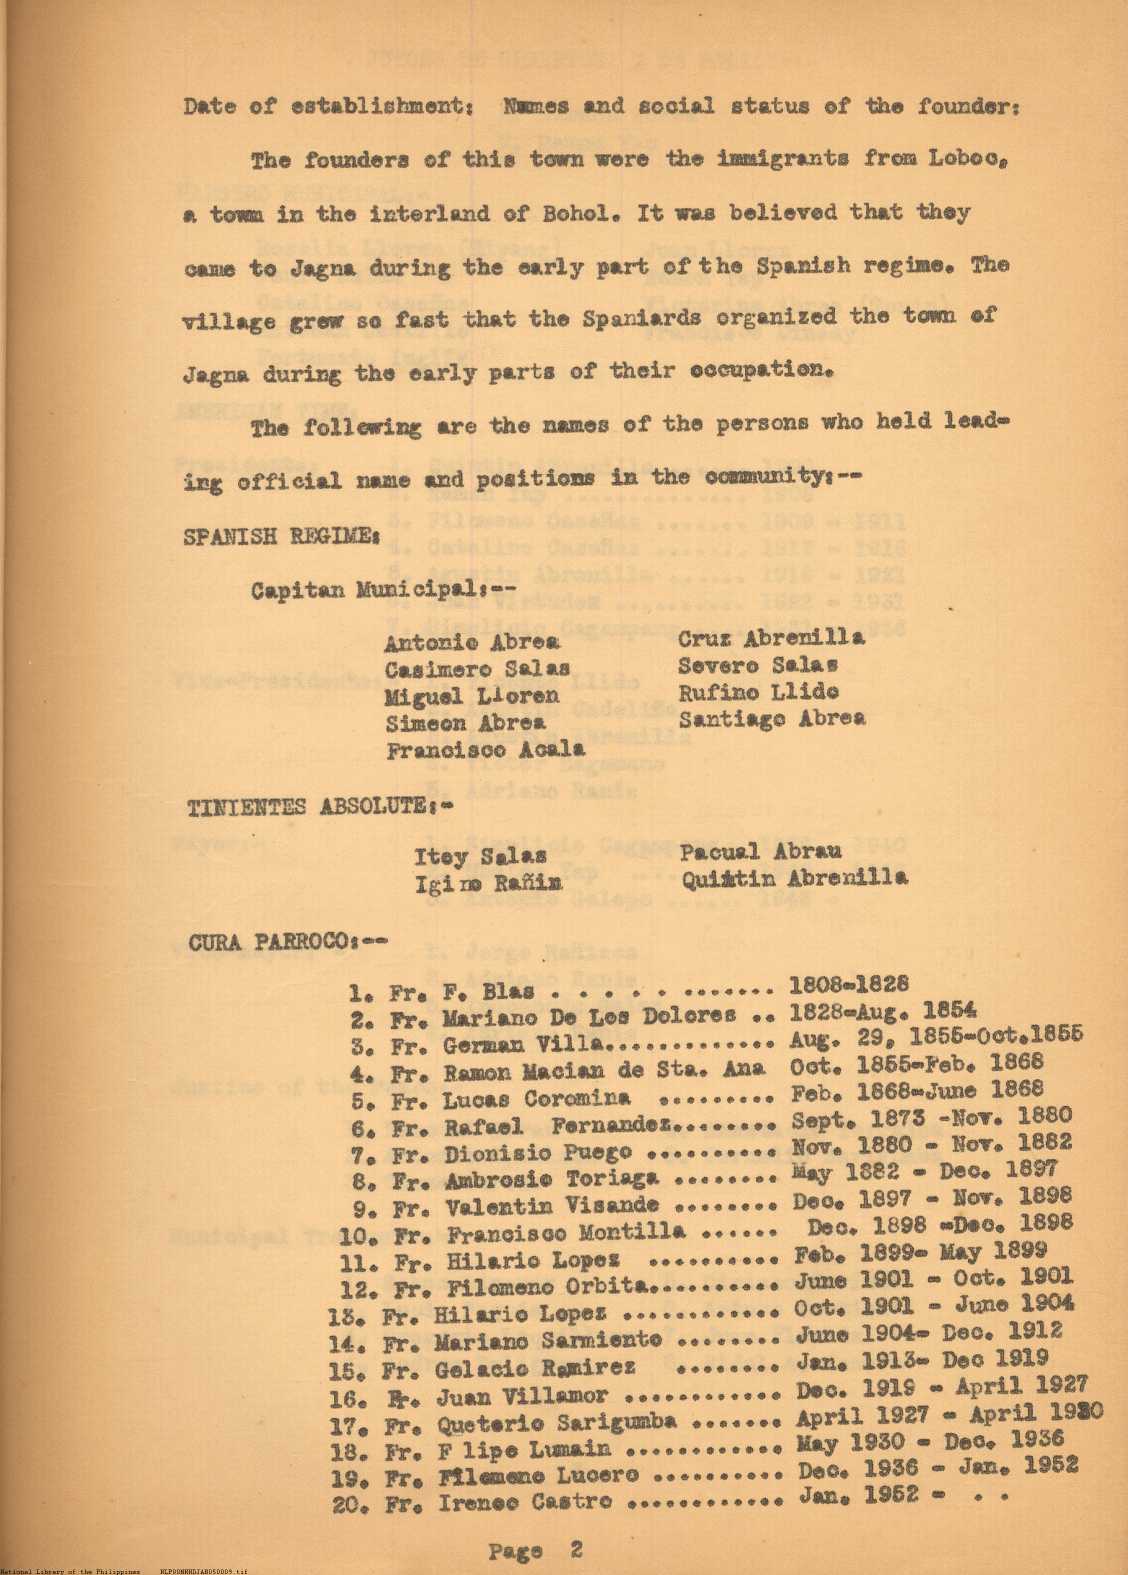 Date of establishment: Names and social status of the founder:
The founders of this town were the immigrants from Loboc,
a town in the interland of Bohol. It was believed that they
came to Jagna during the early part of the Spanish regime. The
village grew so fast that the Spaniards organized the town of
Jagna during the early parts of their occupation.
The following are the names of the persons who held lead-
ing official name and positions in the community:--
SPANISH REGIME:
Capitan Municipal:--
Antonio Abrea Cruz Abrenilla
Casimero Salas Severo Salas
Miguel Lloren Rufino Llido
Simeon Abrea Santiago Abrea
Francisco Acala
TINIENTES ABSOLUTE:-
Itoy Salas Pacual Abrau
Igino Rañin Quintin Abrenilla
CURA PARROCO:--
1. Fr. F. Blas . . . . . ....... 1808-1828
2. Fr. Mariano De Los Dolores .. 1828-Aug. 1854
3. Fr. German Villa............. Aug. 29, 1855-Oct.1855
4. Fr. Ramon Macian de Sta. Ana Oct. 1855-Feb. 1868
5. Fr. Lucas Coromina ......... Feb. 1868-June 1868
6. Fr. Rafael Fernandez........ Sept. 1873 -Nov. 1880
7. Fr. Dionisio Puego .......... Nov. 1880 - Nov. 1882
8. Fr. Ambrosio Toriaga ........ May 1882 - Dec. 1897
9. Fr. Valentin Visande ........ Dec. 1897 - Nov. 1898
10. Fr. Francisco Montilla ...... Dec. 1898 -Dec. 1898
11. Fr. Hilario Lopez .......... Feb. 1899- May 1899
12. Fr. Filomeno Orbita.......... June 1901 - Oct. 1901
13. Fr. Hilario Lopez ............ Oct. 1901 - June 1904
14. Fr. Mariano Sarmiento ........ June 1904- Dec. 1912
15. Fr. Gelacio Ramirez ........ Jan. 1913- Dec 1919
16. Fr. Juan Villamor ............ Dec. 1919 - April 1927
17. Fr. Queterio Sarigumba ....... April 1927 - April 1930
18. Fr. F lipe Lumain ............ May 1930 - Dec. 1936
19. Fr. Filomeno Lucero .......... Dec. 1936 - Jan. 1952
20. Fr. Ireneo Castro ............ Jan. 1952 - . .
Page 2
National Library of the Philippines NLPDDNHHDJAB050009.tif